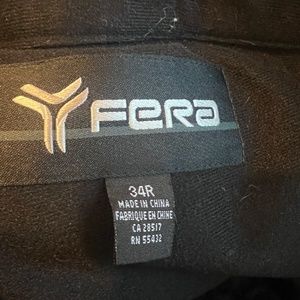 FERA
34R
MADE IN CHINA
FABRIQUE EN CHINE
CA 28517
RN 55432